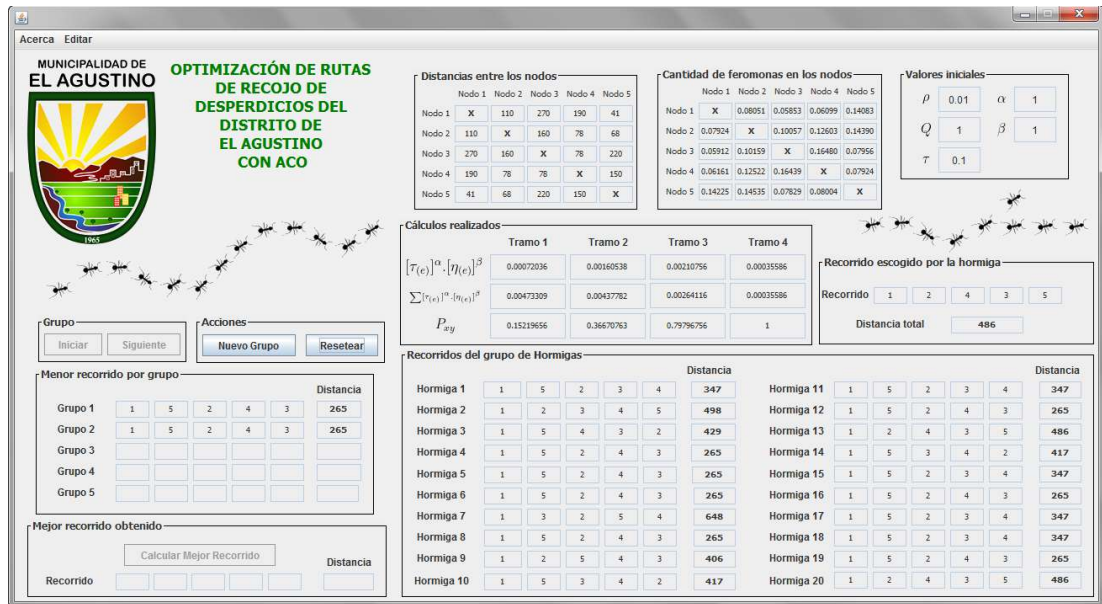 Acerca Editar
MUNICIPALIDAD DE
EL AGUSTINO
1965
OPTIMIZACIÓN DE RUTAS
DE RECOJO DE
DESPERDICIOS DEL
DISTRITO DE
EL AGUSTINO
CON ACO
Distancias entre los nodos
Nodo 1 Nodo 2 Nodo 3 Nodo 4 Nodo 5
Nodo 1 X 110 270 190 41
Nodo 2 110 X 160 78 68
Nodo 3 270 160 X 78 220
Nodo 4 190 78 78 X 150
Nodo 5 41 68 220 150 X
Cantidad de feromonas en los nodos
Nodo 1 Nodo 2 Nodo 3 Nodo 4 Nodo 5
Nodo 1 X 0.08051 0.05853 0.06099 0.14083
Nodo 2 0.07924 X 0.10057 0.12603 0.14390
Nodo 3 0.05912 0.10159 X 0.16480 0.07956
Nodo 4 0.06161 0.12522 0.16439 X 0.07924
Nodo 5 0.14225 0.14535 0.07829 0.08004 X
Valores iniciales
ρ 0.01 α 1
Q 1 β 1
τ 0.1
Cálculos realizados
Tramo 1 Tramo 2 Tramo 3 Tramo 4
[τ(e)]^α.[η(e)]^β 0.00072036 0.00160538 0.00210756 0.00035586
∑[τ(e)]^α.[η(e)]^β 0.00473309 0.00437782 0.00264116 0.00035586
Pxy 0.15219656 0.36670763 0.79796756 1
Recorrido escogido por la hormiga
Recorrido 1 2 4 3 5
Distancia total 486
Grupo
Iniciar Siguiente
Acciones
Nuevo Grupo Resetear
Menor recorrido por grupo
Distancia
Grupo 1 1 5 2 4 3 265
Grupo 2 1 5 2 4 3 265
Grupo 3
Grupo 4
Grupo 5
Mejor recorrido obtenido
Calcular Mejor Recorrido Distancia
Recorrido
Recorridos del grupo de Hormigas
Distancia Distancia
Hormiga 1 1 5 2 3 4 347 Hormiga 11 1 5 2 3 4 347
Hormiga 2 1 2 3 4 5 498 Hormiga 12 1 5 2 4 3 265
Hormiga 3 1 5 4 3 2 429 Hormiga 13 1 2 4 3 5 486
Hormiga 4 1 5 2 4 3 265 Hormiga 14 1 5 3 4 2 417
Hormiga 5 1 5 2 4 3 265 Hormiga 15 1 5 2 3 4 347
Hormiga 6 1 5 2 4 3 265 Hormiga 16 1 5 2 4 3 265
Hormiga 7 1 3 2 5 4 648 Hormiga 17 1 5 2 3 4 347
Hormiga 8 1 5 2 4 3 265 Hormiga 18 1 5 2 3 4 347
Hormiga 9 1 2 5 4 3 406 Hormiga 19 1 5 2 4 3 265
Hormiga 10 1 5 3 4 2 417 Hormiga 20 1 2 4 3 5 486